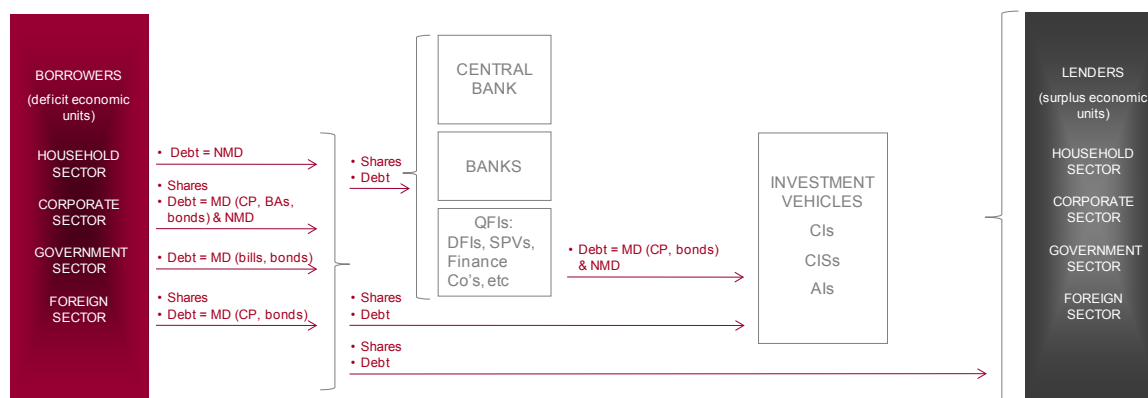 BORROWERS
(deficit economic
units)
HOUSEHOLD
SECTOR
CORPORATE
SECTOR
GOVERNMENT
SECTOR
FOREIGN
SECTOR
• Debt = NMD
• Shares
• Debt = MD (CP, BAs,
bonds) & NMD
• Debt = MD (bills, bonds)
• Shares
• Debt = MD (CP, bonds)
• Shares
• Debt
CENTRAL
BANK
BANKS
QFIs:
DFIs, SPVs,
Finance
Co's, etc
• Debt = MD (CP, bonds)
& NMD
• Shares
• Debt
• Shares
• Debt
INVESTMENT
VEHICLES
CIs
CISs
AIs
LENDERS
(surplus economic
units)
HOUSEHOLD
SECTOR
CORPORATE
SECTOR
GOVERNMENT
SECTOR
FOREIGN
SECTOR